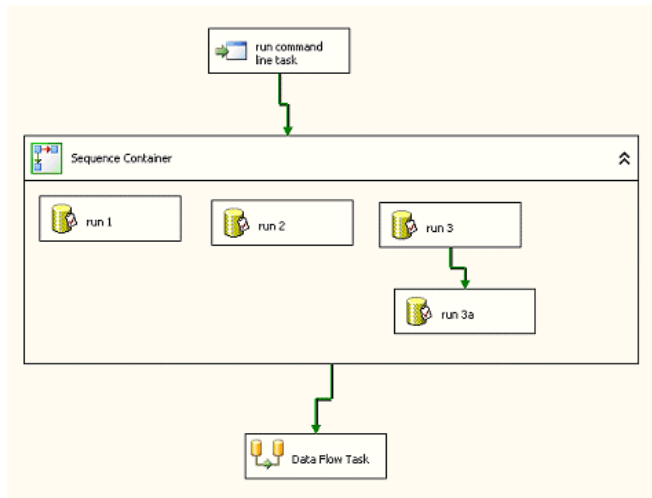 run command
line task
Sequence Container
run 1
run 2
run 3
run 3a
Data Flow Task